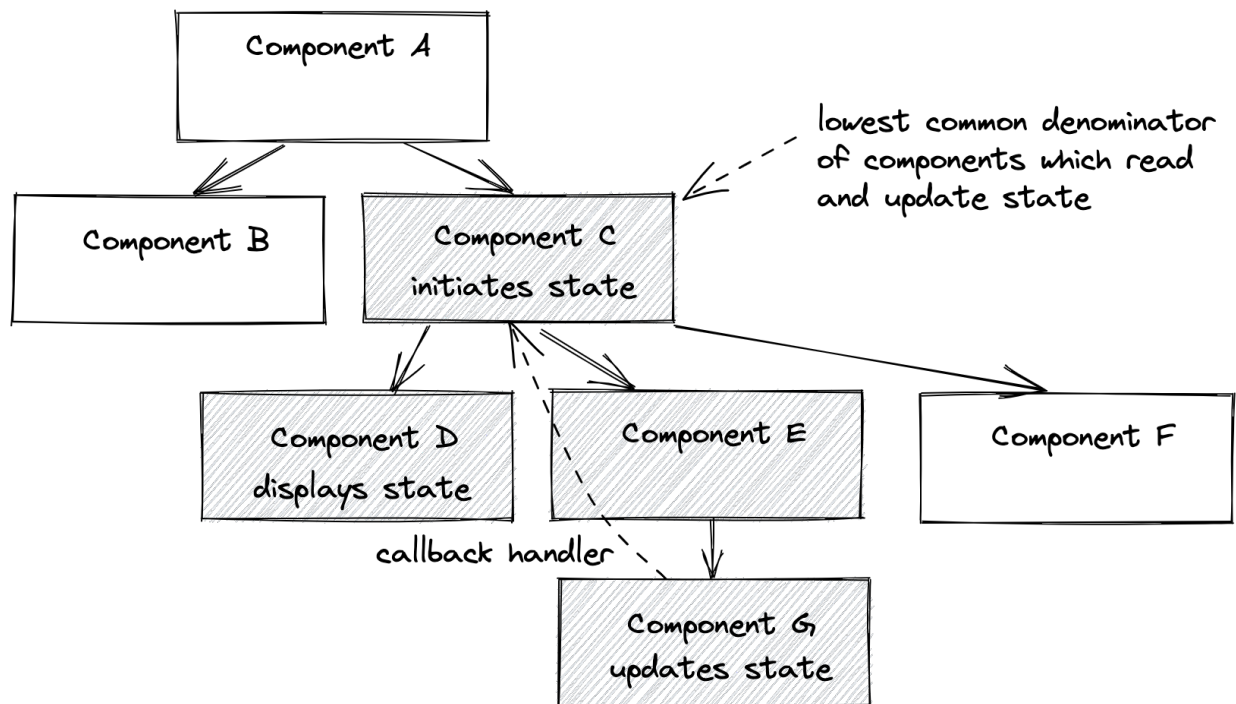 Component A
lowest common denominator
of components which read
and update state
Component B
Component C
initiates state
Component D
displays state
Component E
Component F
callback handler
Component G
updates state